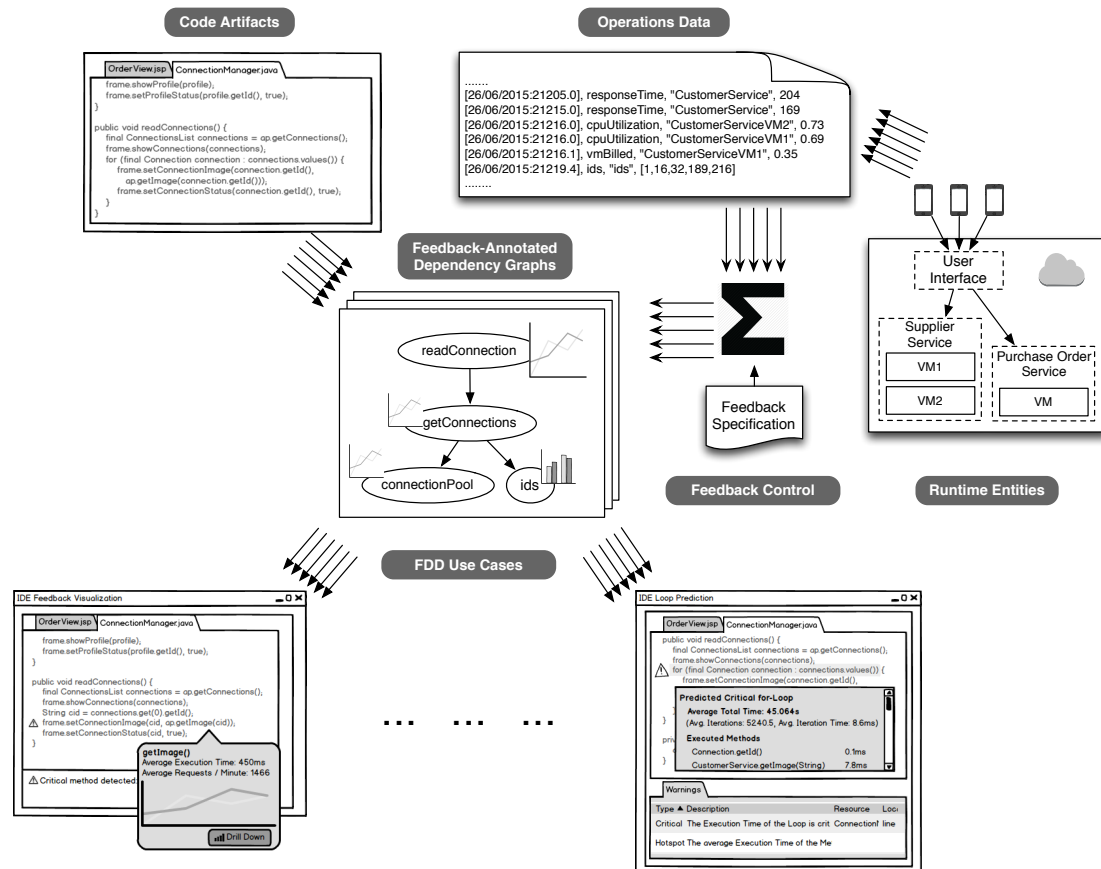 Code Artifacts
Operations Data
OrderView.jsp ConnectionManager.java
frame.showProfile(profile);
frame.setProfileStatus(profile.getId(), true);
}
public void readConnections() {
final ConnectionsList connections = ap.getConnections();
frame.showConnections(connections);
for (final Connection connection : connections.values()) {
frame.setConnectionImage(connection.getId(),
ap.getImage(connection.getId()));
frame.setConnectionStatus(connection.getId(), true);
}
}
.......
[26/06/2015:21205.0], responseTime, "CustomerService", 204
[26/06/2015:21215.0], responseTime, "CustomerService", 169
[26/06/2015:21216.0], cpuUtilization, "CustomerServiceVM2", 0.73
[26/06/2015:21216.0], cpuUtilization, "CustomerServiceVM1", 0.69
[26/06/2015:21216.1], vmBilled, "CustomerServiceVM1", 0.35
[26/06/2015:21219.4], ids, "ids", [1,16,32,189,216]
........
Feedback-Annotated
Dependency Graphs
readConnection
getConnections
connectionPool
ids
Σ
Feedback
Specification
Feedback Control
User
Interface
Supplier
Service
VM1
VM2
Purchase Order
Service
VM
Runtime Entities
FDD Use Cases
IDE Feedback Visualization
OrderView.jsp ConnectionManager.java
frame.showProfile(profile);
frame.setProfileStatus(profile.getId(), true);
}
public void readConnections() {
final ConnectionsList connections = ap.getConnections();
frame.showConnections(connections);
String cid = connections.get(0).getId();
frame.setConnectionImage(cid, ap.getImage(cid));
frame.setConnectionStatus(cid, true);
}
Critical method detected:
getImage()
Average Execution Time: 450ms
Average Requests / Minute: 1466
Drill Down
... ... ...
IDE Loop Prediction
OrderView.jsp ConnectionManager.java
public void readConnections() {
final ConnectionsList connections = ap.getConnections();
frame.showConnections(connections);
for (final Connection connection : connections.values()) {
frame.setConnectionImage(connection.getId(),
}
}
Predicted Critical for-Loop
Average Total Time: 45.064s
(Avg. Iterations: 5240.5, Avg. Iteration Time: 8.6ms)
Executed Methods
Connection.getId() 0.1ms
CustomerService.getImage(String) 7.8ms
Warnings
Type Description Resource Loc
Critical The Execution Time of the Loop is crit Connection line
Hotspot The average Execution Time of the Me